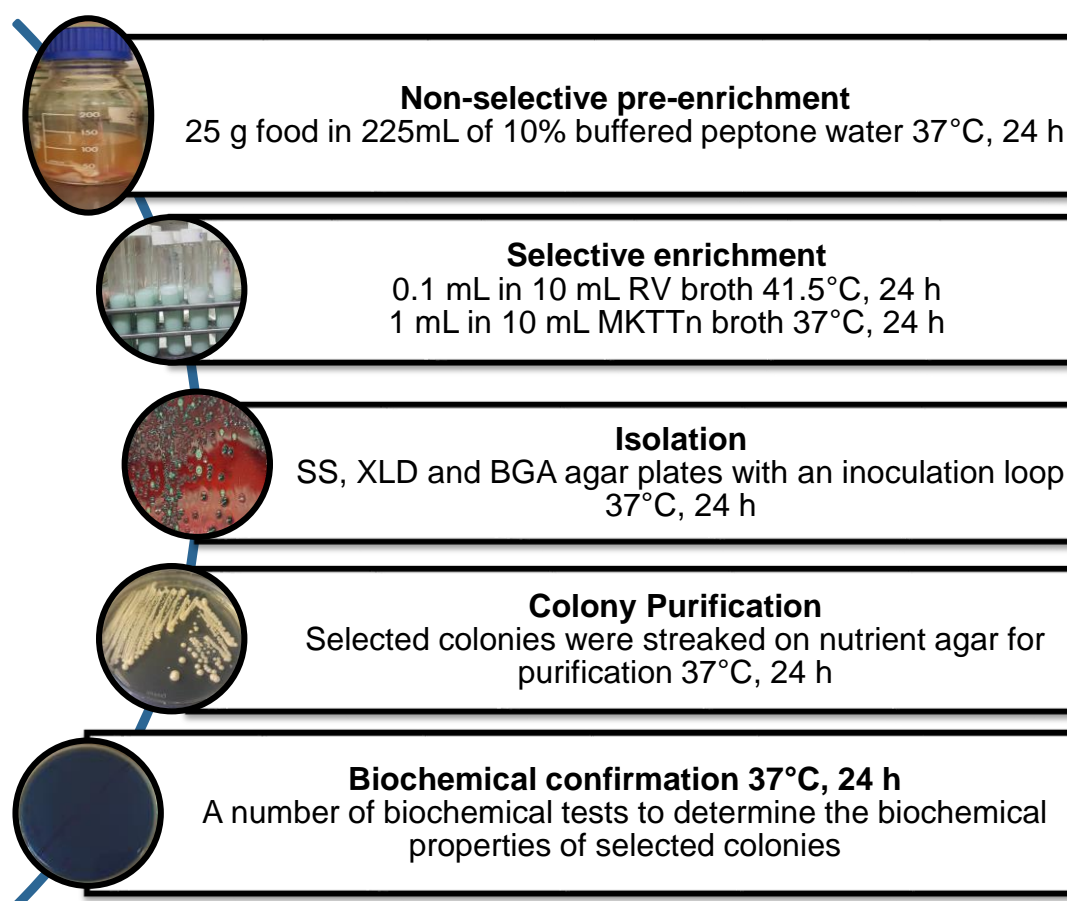 Non-selective pre-enrichment
25 g food in 225mL of 10% buffered peptone water 37°C, 24 h
200
150
100
50
Selective enrichment
0.1 mL in 10 mL RV broth 41.5°C, 24 h
1 mL in 10 mL MKTTn broth 37°C, 24 h
Isolation
SS, XLD and BGA agar plates with an inoculation loop
37°C, 24 h
Colony Purification
Selected colonies were streaked on nutrient agar for
purification 37°C, 24 h
Biochemical confirmation 37°C, 24 h
A number of biochemical tests to determine the biochemical
properties of selected colonies